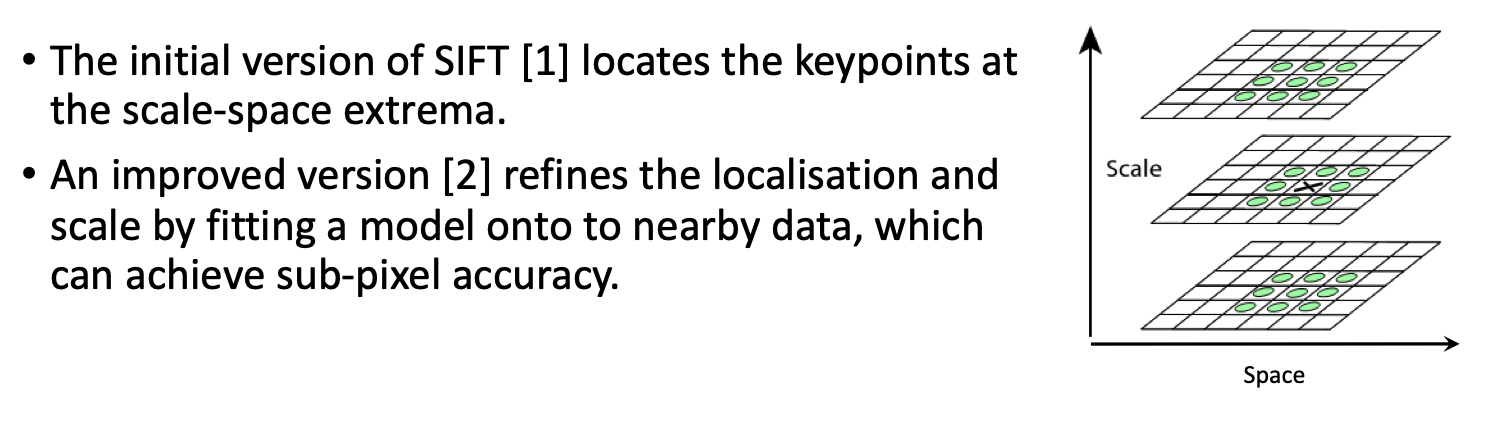 • The initial version of SIFT [1] locates the keypoints at
the scale-space extrema.
• An improved version [2] refines the localisation and
scale by fitting a model onto to nearby data, which
can achieve sub-pixel accuracy.
Scale
Space